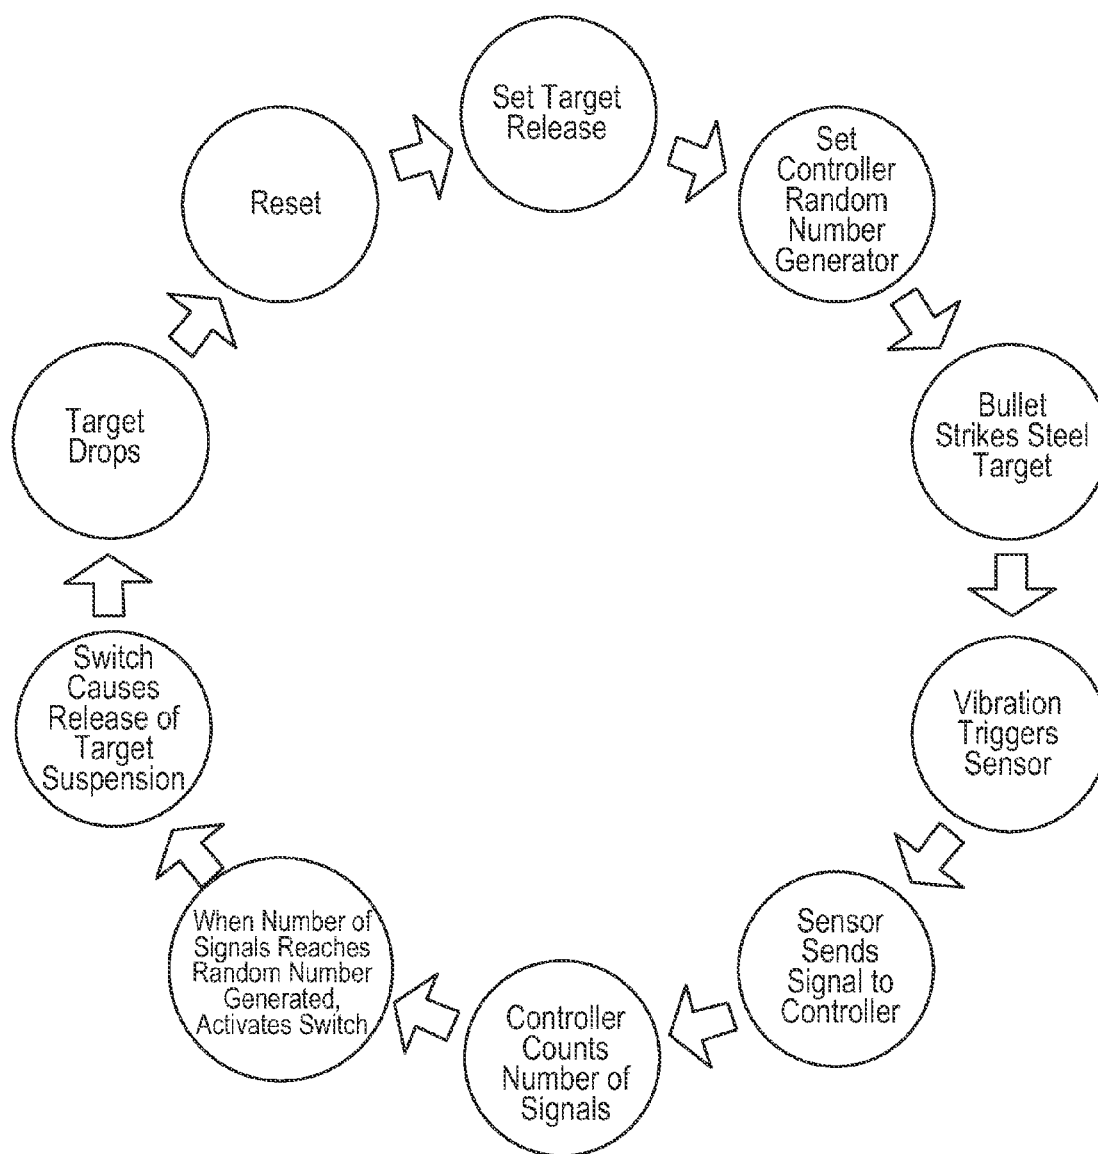 Set Target
Release
Set
Controller
Random
Number
Generator
Bullet
Strikes Steel
Target
Vibration
Triggers
Sensor
Sensor
Sends
Signal to
Controller
Controller
Counts
Number of
Signals
When Number of
Signals Reaches
Random Number
Generated,
Activates Switch
Switch
Causes
Release of
Target
Suspension
Target
Drops
Reset